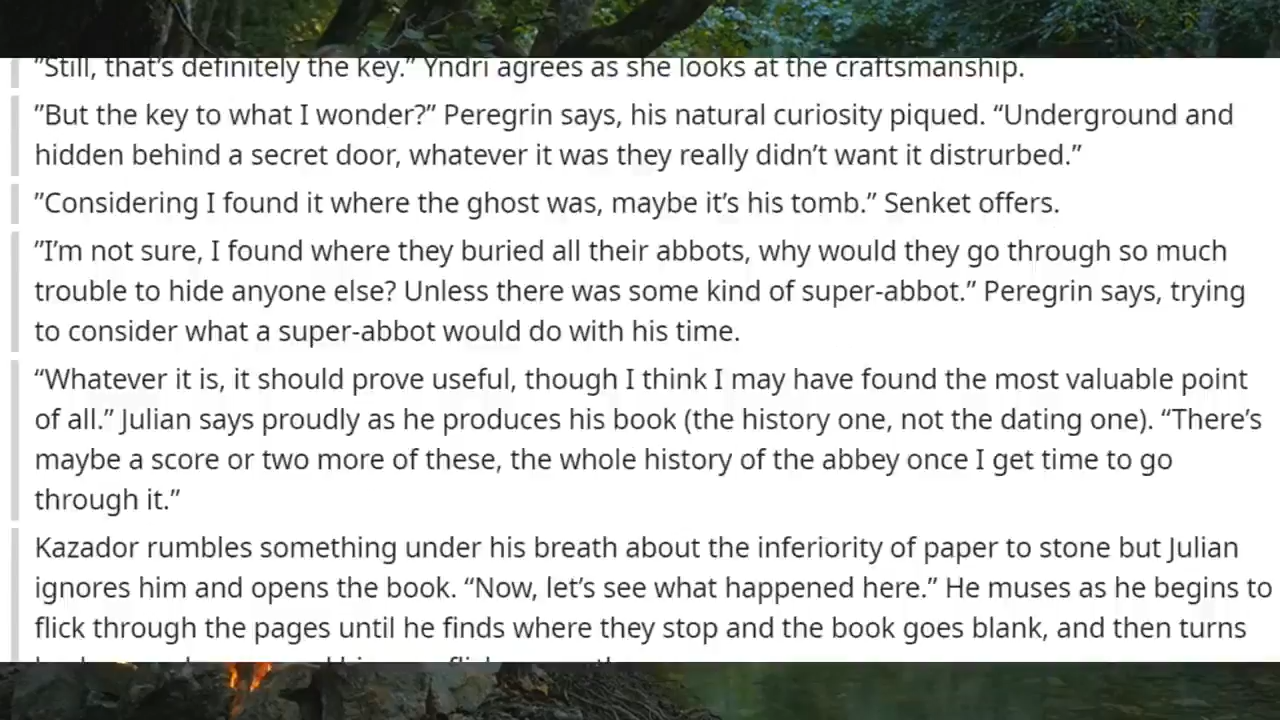 ”Still, that’s definitely the key.” Yndri agrees as she looks at the craftsmanship.
”But the key to what I wonder?” Peregrin says, his natural curiosity piqued. “Underground and
hidden behind a secret door, whatever it was they really didn’t want it distrurbed.”
”Considering I found it where the ghost was, maybe it’s his tomb.” Senket offers.
”I’m not sure, I found where they buried all their abbots, why would they go through so much
trouble to hide anyone else? Unless there was some kind of super-abbot.” Peregrin says, trying
to consider what a super-abbot would do with his time.
“Whatever it is, it should prove useful, though I think I may have found the most valuable point
of all.” Julian says proudly as he produces his book (the history one, not the dating one). “There’s
maybe a score or two more of these, the whole history of the abbey once I get time to go
through it.”
Kazador rumbles something under his breath about the inferiority of paper to stone but Julian
ignores him and opens the book. “Now, let’s see what happened here.” He muses as he begins to
flick through the pages until he finds where they stop and the book goes blank, and then turns